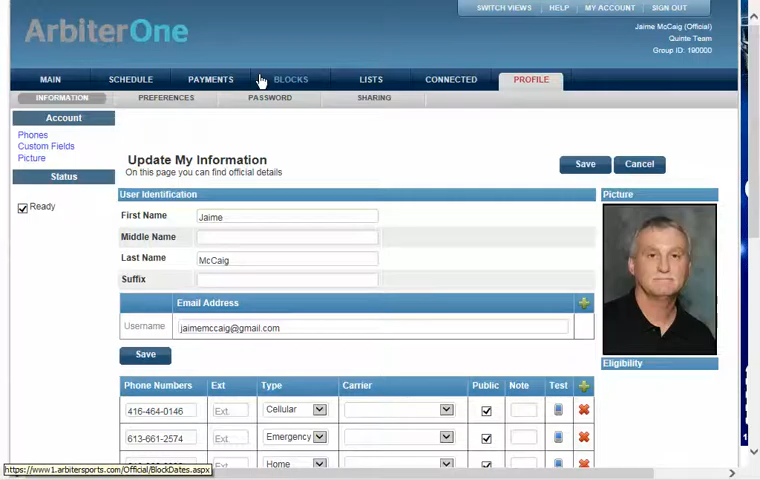 SWITCH VIEWS HELP MY ACCOUNT SIGN OUT
ArbiterOne
Jaime McCaig (Official)
Quinte Team
Group ID: 190000
MAIN SCHEDULE PAYMENTS BLOCKS LISTS CONNECTED PROFILE
INFORMATION PREFERENCES PASSWORD SHARING
Account
Phones
Custom Fields
Picture
Status
Ready
Update My Information
On this page you can find official details
Save Cancel
User Identification
First Name Jaime
Middle Name
Last Name McCaig
Suffix
Email Address
Username jaimemccaig@gmail.com
Save
Picture
Eligibility
Phone Numbers Ext Type Carrier Public Note Test
416-464-0146 Ext. Cellular
613-661-2574 Ext. Emergency
Home
https://www1.arbitersports.com/Official/BlockDates.aspx